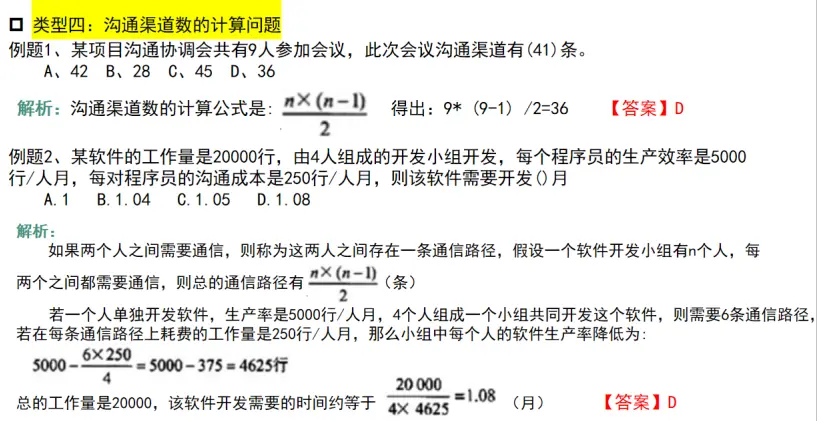 类型四：沟通渠道数的计算问题
例题1、某项目沟通协调会共有9人参加会议，此次会议沟通渠道有(41)条。
A、42 B、28 C、45 D、36
解析：沟通渠道数的计算公式是: n×(n-1)/2 得出：9*（9-1）/2=36 【答案】D
例题2、某软件的工作量是20000行，由4人组成的开发小组开发，每个程序员的生产效率是5000
行/人月，每对程序员的沟通成本是250行/人月，则该软件需要开发()月
A.1 B.1.04 C.1.05 D.1.08
解析：
如果两个人之间需要通信，则称为这两人之间存在一条通信路径，假设一个软件开发小组有n个人，每
两个之间都需要通信，则总的通信路径有 n×(n-1)/2（条）
若一个人单独开发软件，生产率是5000行/人月，4个人组成一个小组共同开发这个软件，则需要6条通信路径，
若在每条通信路径上耗费的工作量是250行/人月，那么小组中每个人的软件生产率降低为:
5000-6×250/4=5000-375=4625行
总的工作量是20000，该软件开发需要的时间约等于 20 000/4× 4625=1.08 （月） 【答案】D